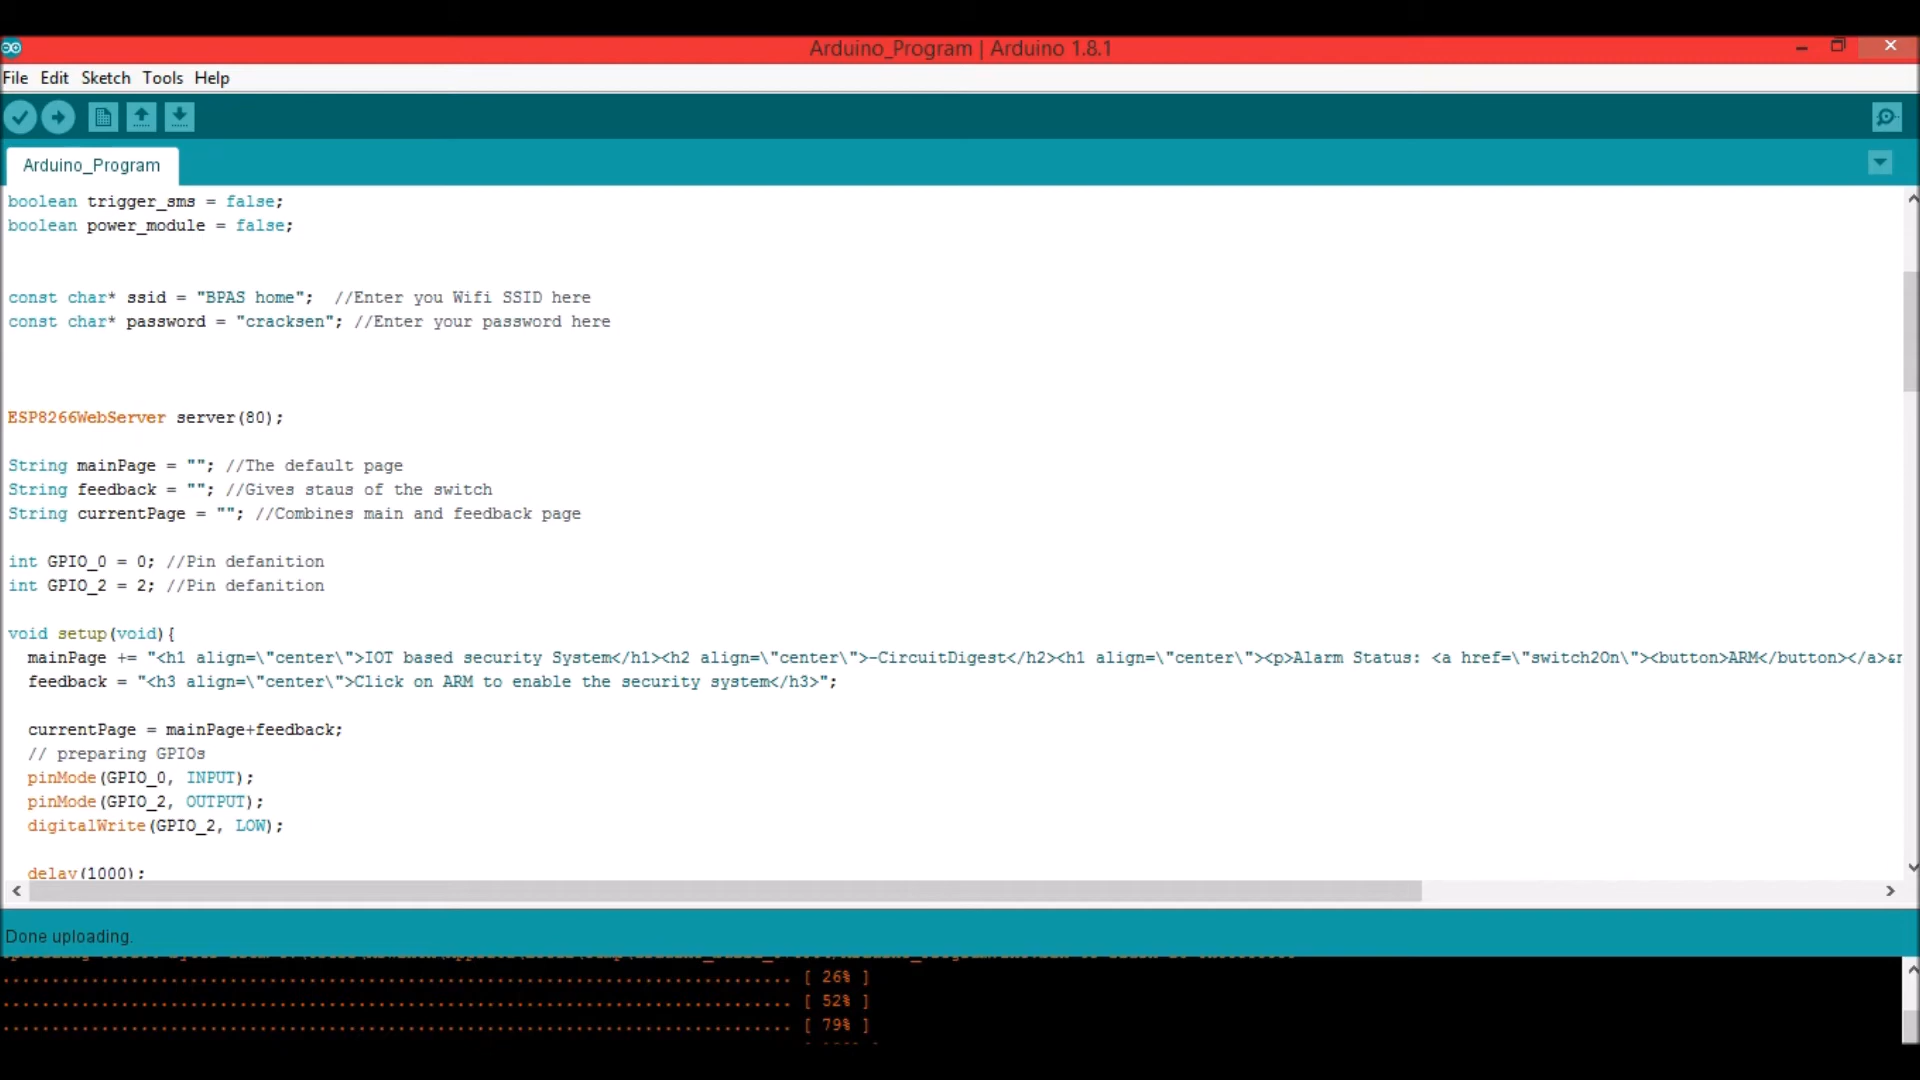 Arduino_Program | Arduino 1.8.1
File Edit Sketch Tools Help
Arduino_Program
boolean trigger_sms = false;
boolean power_module = false;
const char* ssid = "BPAS home";  //Enter you Wifi SSID here
const char* password = "cracksen"; //Enter your password here
ESP8266WebServer server(80);
String mainPage = ""; //The default page
String feedback = ""; //Gives staus of the switch
String currentPage = ""; //Combines main and feedback page
int GPIO_0 = 0; //Pin defanition
int GPIO_2 = 2; //Pin defanition
void setup(void){
mainPage += "<h1 align=\"center\">IOT based security System</h1><h2 align=\"center\">-CircuitDigest</h2><h1 align=\"center\"><p>Alarm Status: <a href=\"switch2On\"><button>ARM</button></a>&n
feedback = "<h3 align=\"center\">Click on ARM to enable the security system</h3>";
currentPage = mainPage+feedback;
// preparing GPIOs
pinMode(GPIO_0, INPUT);
pinMode(GPIO_2, OUTPUT);
digitalWrite(GPIO_2, LOW);
delay(1000);
Done uploading.
................................................................................ [ 26% ]
................................................................................ [ 52% ]
................................................................................ [ 79% ]